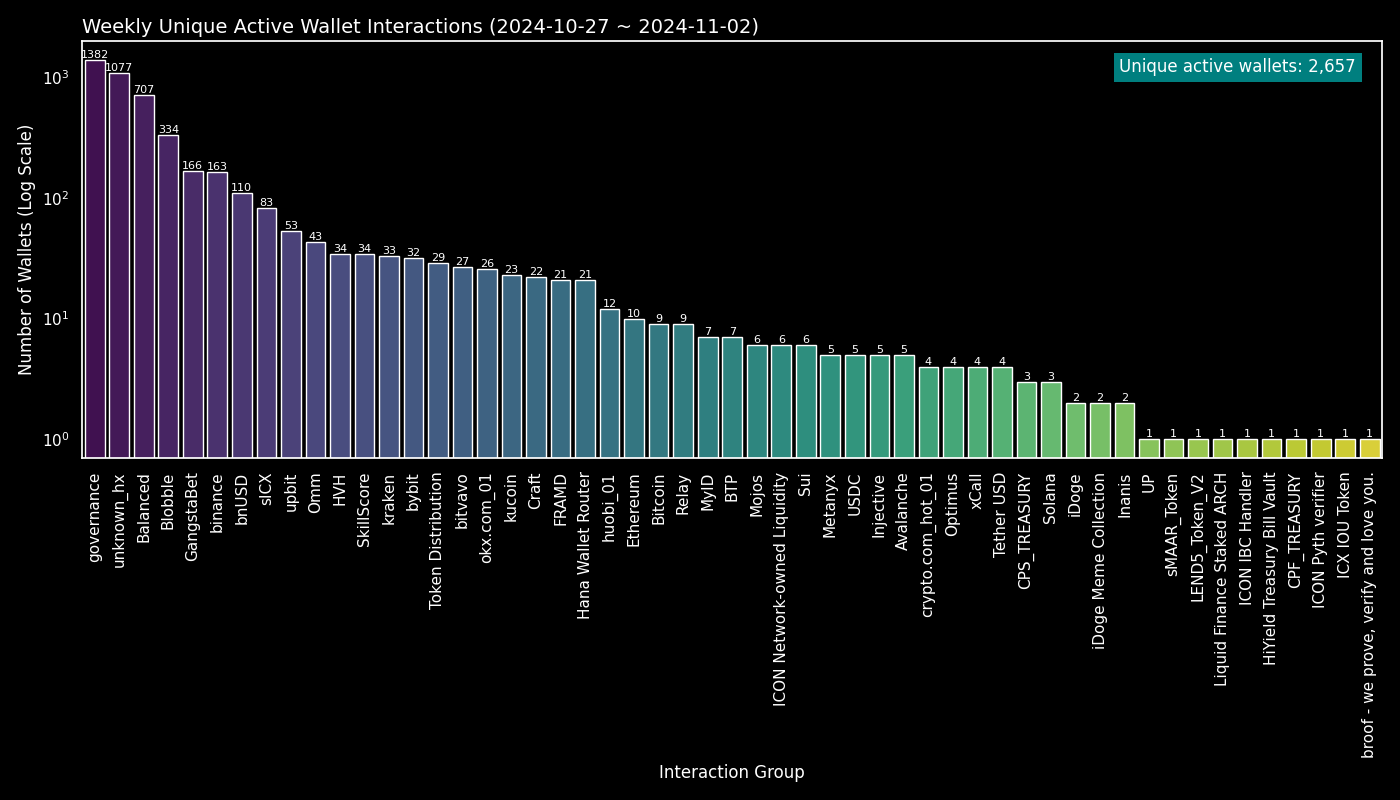 Weekly Unique Active Wallet Interactions (2024-10-27 ~ 2024-11-02)
Unique active wallets: 2,657
Number of Wallets (Log Scale)
10³
10²
10¹
10⁰
1382
1077
707
334
166
163
110
83
53
43
34
34
33
32
29
27
26
23
22
21
21
12
10
9
9
7
7
6
6
6
5
5
5
5
4
4
4
4
3
3
2
2
2
1
1
1
1
1
1
1
1
1
1
governance
unknown_hx
Balanced
Blobble
GangstaBet
binance
bnUSD
sICX
upbit
Omm
HVH
SkillScore
kraken
bybit
Token Distribution
bitvavo
okx.com_01
kucoin
Craft
FRAMD
Hana Wallet Router
huobi_01
Ethereum
Bitcoin
Relay
MyID
BTP
Mojos
ICON Network-owned Liquidity
Sui
Metanyx
USDC
Injective
Avalanche
crypto.com_hot_01
Optimus
xCall
Tether USD
CPS_TREASURY
Solana
iDoge
iDoge Meme Collection
Inanis
UP
sMAAR_Token
LEND5_Token_V2
Liquid Finance Staked ARCH
ICON IBC Handler
HiYield Treasury Bill Vault
CPF_TREASURY
ICON Pyth verifier
ICX IOU Token
broof - we prove, verify and love you.
Interaction Group